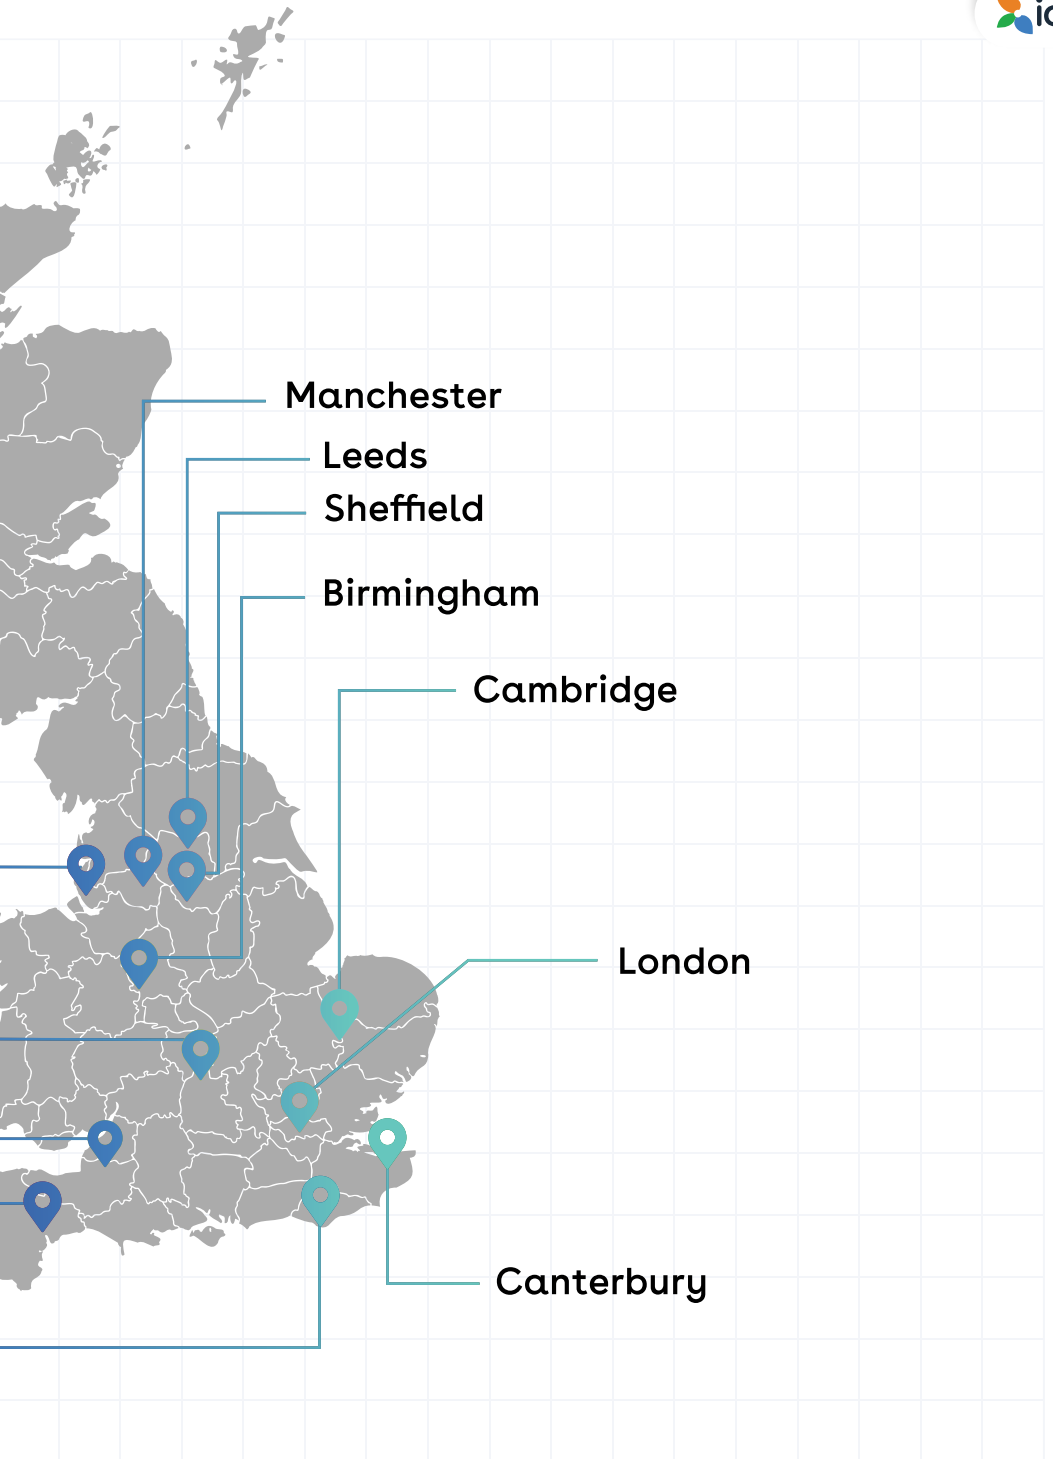 Manchester
Leeds
Sheffield
Birmingham
Cambridge
London
Canterbury